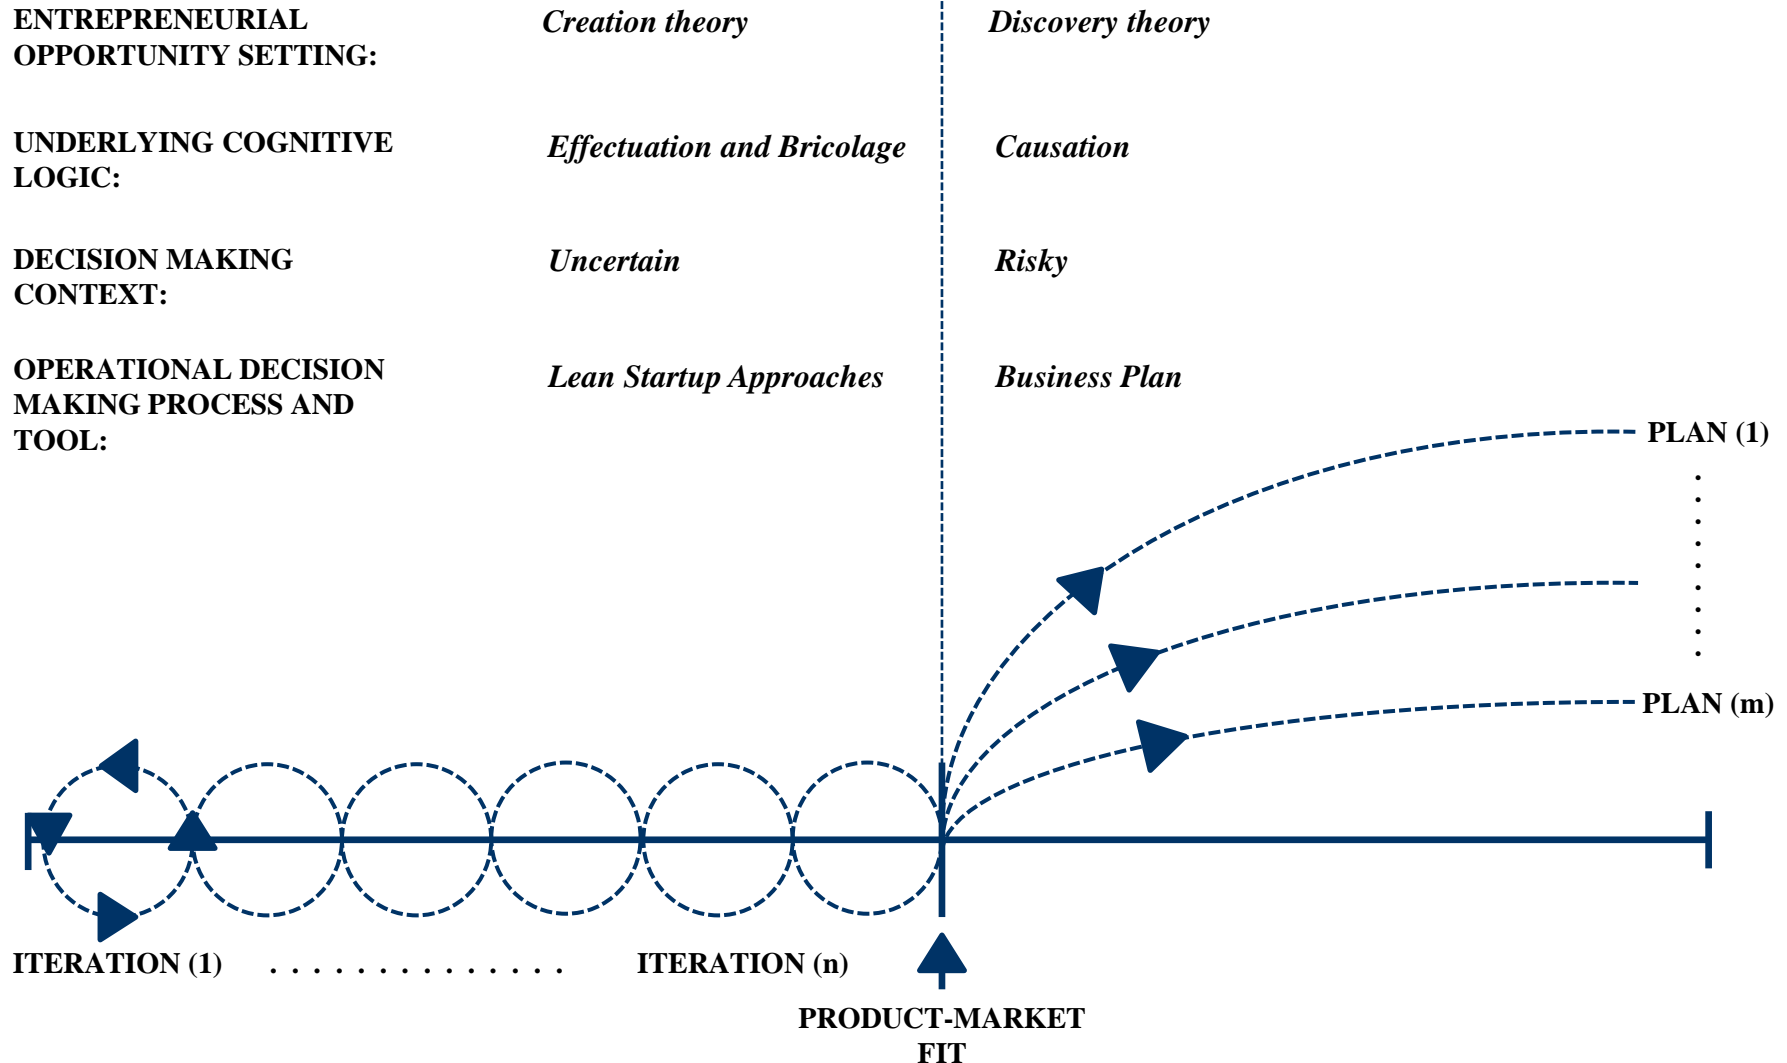 ENTREPRENEURIAL
OPPORTUNITY SETTING:
Creation theory
Discovery theory
UNDERLYING COGNITIVE
LOGIC:
Effectuation and Bricolage
Causation
DECISION MAKING
CONTEXT:
Uncertain
Risky
OPERATIONAL DECISION
MAKING PROCESS AND
TOOL:
Lean Startup Approaches
Business Plan
PLAN (1)
PLAN (m)
ITERATION (1) . . . . . . . . . . . . . . ITERATION (n)
PRODUCT-MARKET
FIT